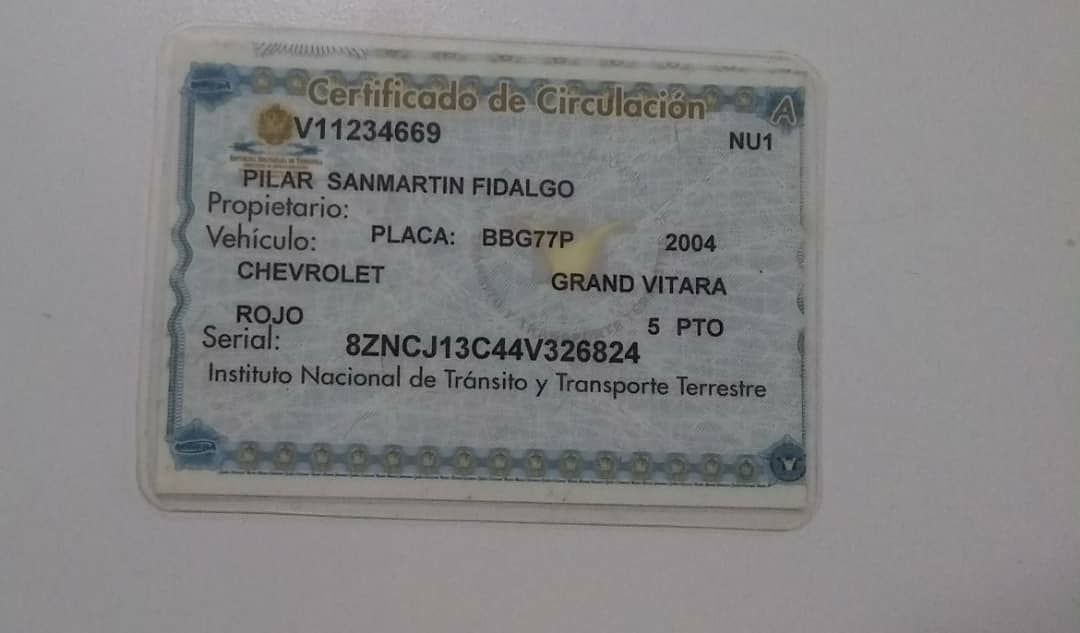 Certificado de Circulación
A
V11234669
NU1
PILAR SANMARTIN FIDALGO
Propietario:
Vehículo: PLACA: BBG77P 2004
CHEVROLET GRAND VITARA
ROJO 5 PTO
Serial: 8ZNCJ13C44V326824
Instituto Nacional de Tránsito y Transporte Terrestre